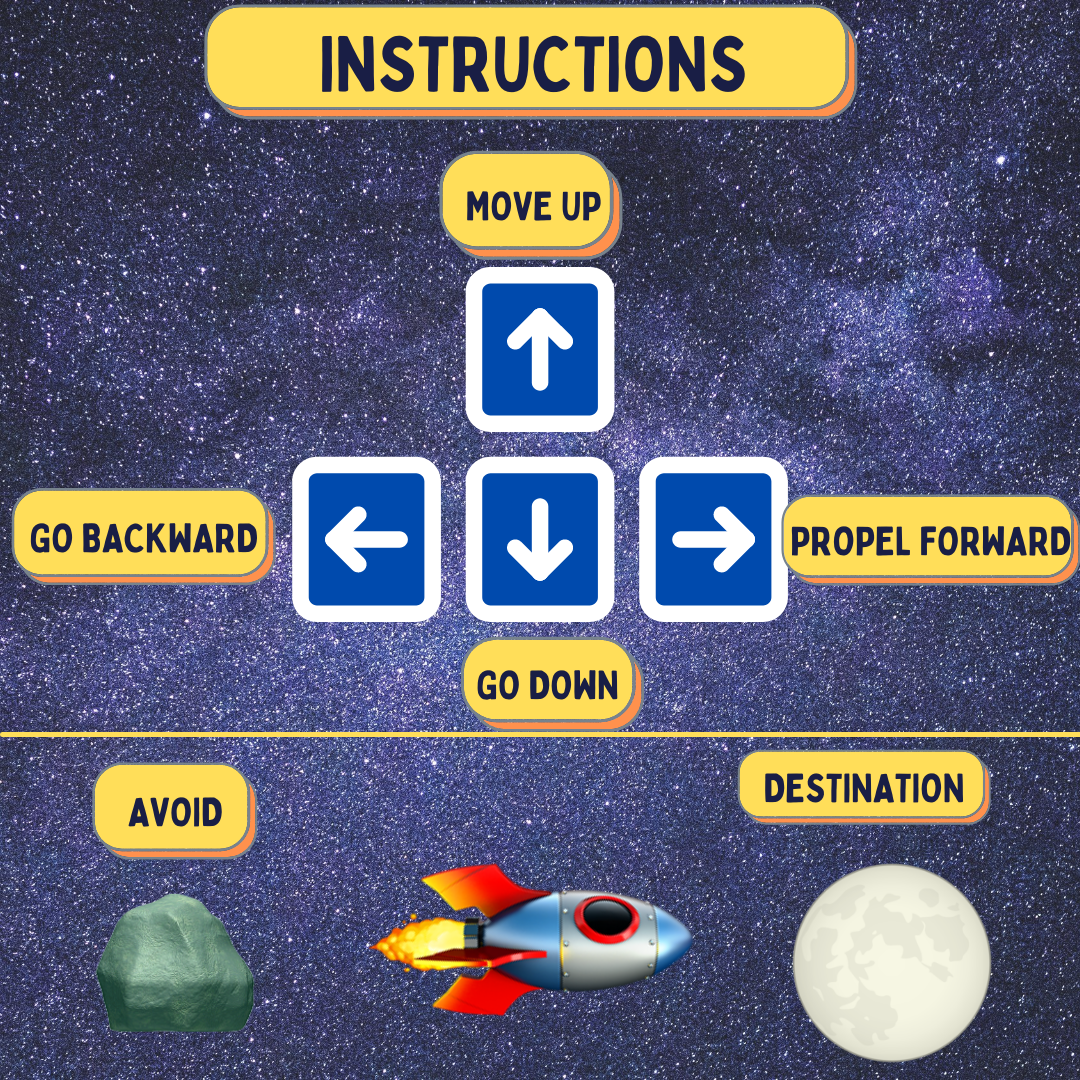 INSTRUCTIONS
MOVE UP
GO BACKWARD
PROPEL FORWARD
GO DOWN
AVOID
DESTINATION